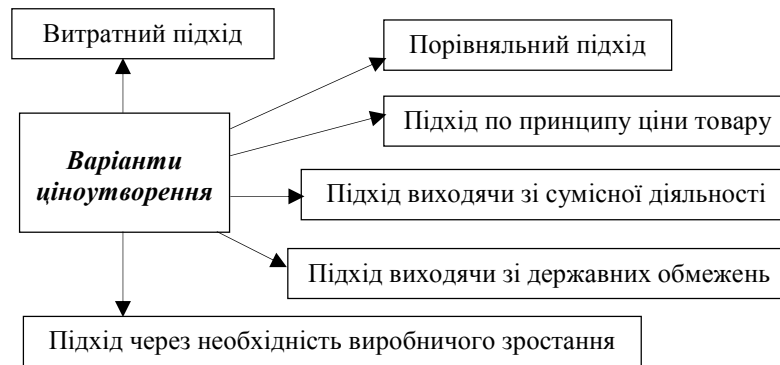 Витратний підхід
Порівняльний підхід
Підхід по принципу ціни товару
Варіанти
ціноутворення
Підхід виходячи зі сумісної діяльності
Підхід виходячи зі державних обмежень
Підхід через необхідність виробничого зростання